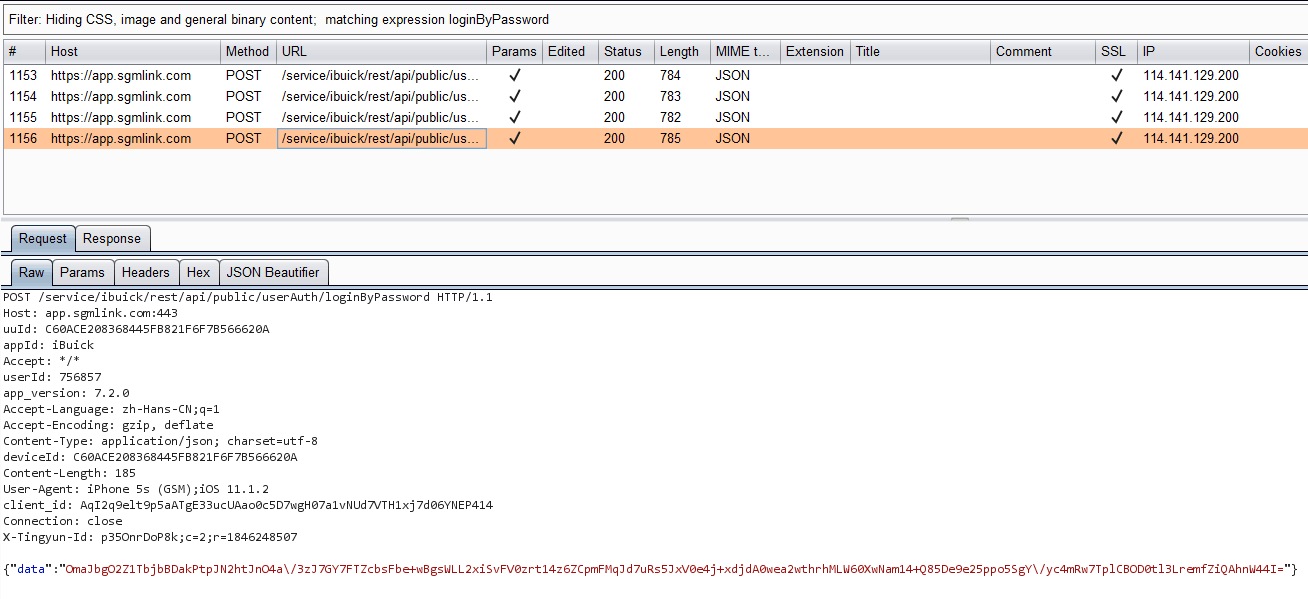 Filter: Hiding CSS, image and general binary content;  matching expression loginByPassword
# Host Method URL Params Edited Status Length MIME t... Extension Title Comment SSL IP Cookies
1153 https://app.sgmlink.com POST /service/ibuick/rest/api/public/us... ✓ 200 784 JSON ✓ 114.141.129.200
1154 https://app.sgmlink.com POST /service/ibuick/rest/api/public/us... ✓ 200 783 JSON ✓ 114.141.129.200
1155 https://app.sgmlink.com POST /service/ibuick/rest/api/public/us... ✓ 200 782 JSON ✓ 114.141.129.200
1156 https://app.sgmlink.com POST /service/ibuick/rest/api/public/us... ✓ 200 785 JSON ✓ 114.141.129.200
Request Response
Raw Params Headers Hex JSON Beautifier
POST /service/ibuick/rest/api/public/userAuth/loginByPassword HTTP/1.1
Host: app.sgmlink.com:443
uuId: C60ACE208368445FB821F6F7B566620A
appId: iBuick
Accept: */*
userId: 756857
app_version: 7.2.0
Accept-Language: zh-Hans-CN;q=1
Accept-Encoding: gzip, deflate
Content-Type: application/json; charset=utf-8
deviceId: C60ACE208368445FB821F6F7B566620A
Content-Length: 185
User-Agent: iPhone 5s (GSM);iOS 11.1.2
client_id: AqI2q9elt9p5aATgE33ucUAao0c5D7wgH07a1vNUd7VTH1xj7d06YNEP414
Connection: close
X-Tingyun-Id: p35OnrDoP8k;c=2;r=1846248507
{"data":"OmaJbgO2Z1TbjbBDakPtpJN2htJnO4a\/3zJ7GY7FTZcbsFbe+wBgsWLL2xiSvFV0zrt14z6ZCpmFMqJd7uRs5JxV0e4j+xdjdA0wea2wthrhMLW60XwNam14+Q85De9e25ppo5SgY\/yc4mRw7TplCBOD0tl3LremfZiQAhnW44I="}